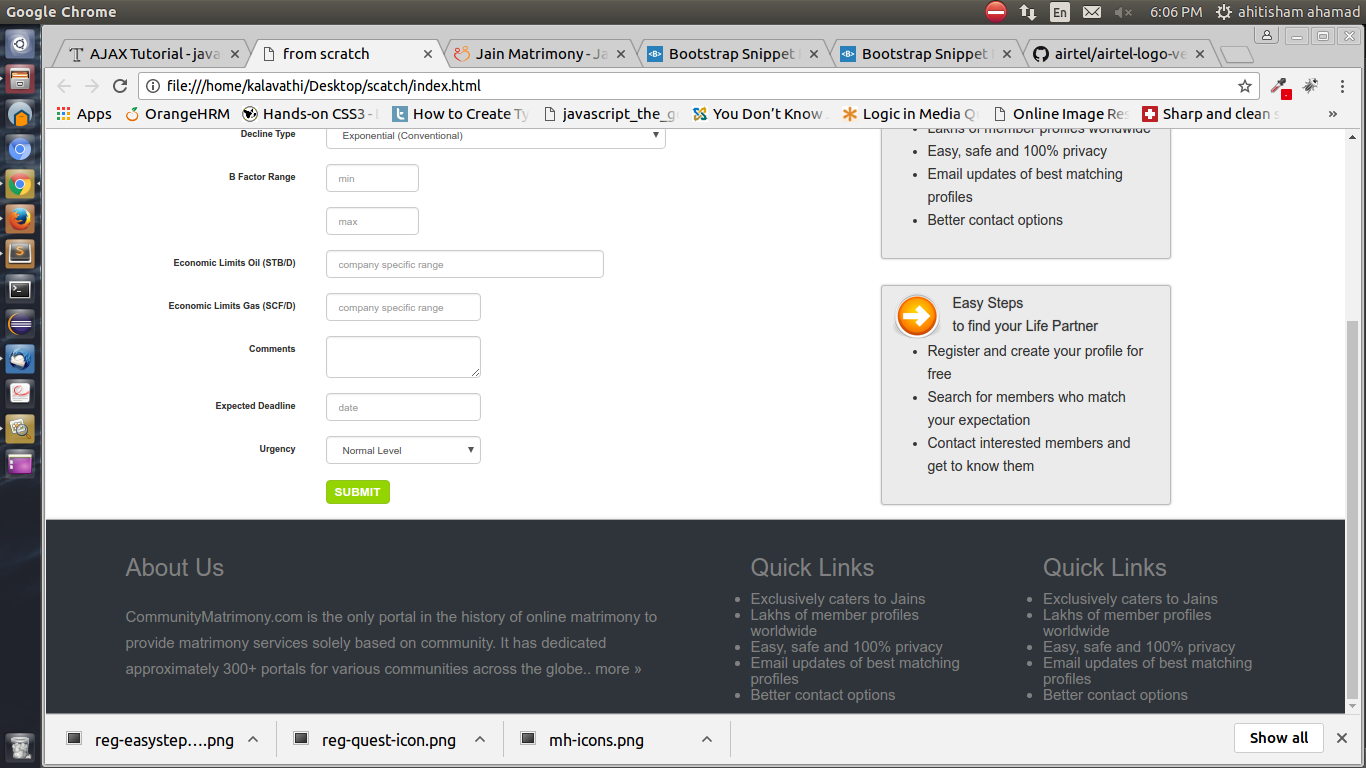 Google Chrome
En
6:06 PM
ahitisham ahamad
AJAX Tutorial - java
from scratch
Jain Matrimony - Ja
Bootstrap Snippet
Bootstrap Snippet
airtel/airtel-logo-ve
file:///home/kalavathi/Desktop/scatch/index.html
Apps
OrangeHRM
Hands-on CSS3 -
How to Create Ty
javascript_the_g
You Don't Know
Logic in Media Q
Online Image Re
Sharp and clean
»
Decline Type
Exponential (Conventional)
B Factor Range
min
max
Economic Limits Oil (STB/D)
company specific range
Economic Limits Gas (SCF/D)
company specific range
Comments
Expected Deadline
date
Urgency
Normal Level
SUBMIT
Lakhs of member profiles worldwide
Easy, safe and 100% privacy
Email updates of best matching
profiles
Better contact options
Easy Steps
to find your Life Partner
Register and create your profile for
free
Search for members who match
your expectation
Contact interested members and
get to know them
About Us
CommunityMatrimony.com is the only portal in the history of online matrimony to
provide matrimony services solely based on community. It has dedicated
approximately 300+ portals for various communities across the globe.. more »
Quick Links
Exclusively caters to Jains
Lakhs of member profiles
worldwide
Easy, safe and 100% privacy
Email updates of best matching
profiles
Better contact options
Quick Links
Exclusively caters to Jains
Lakhs of member profiles
worldwide
Easy, safe and 100% privacy
Email updates of best matching
profiles
Better contact options
reg-easystep....png
reg-quest-icon.png
mh-icons.png
Show all